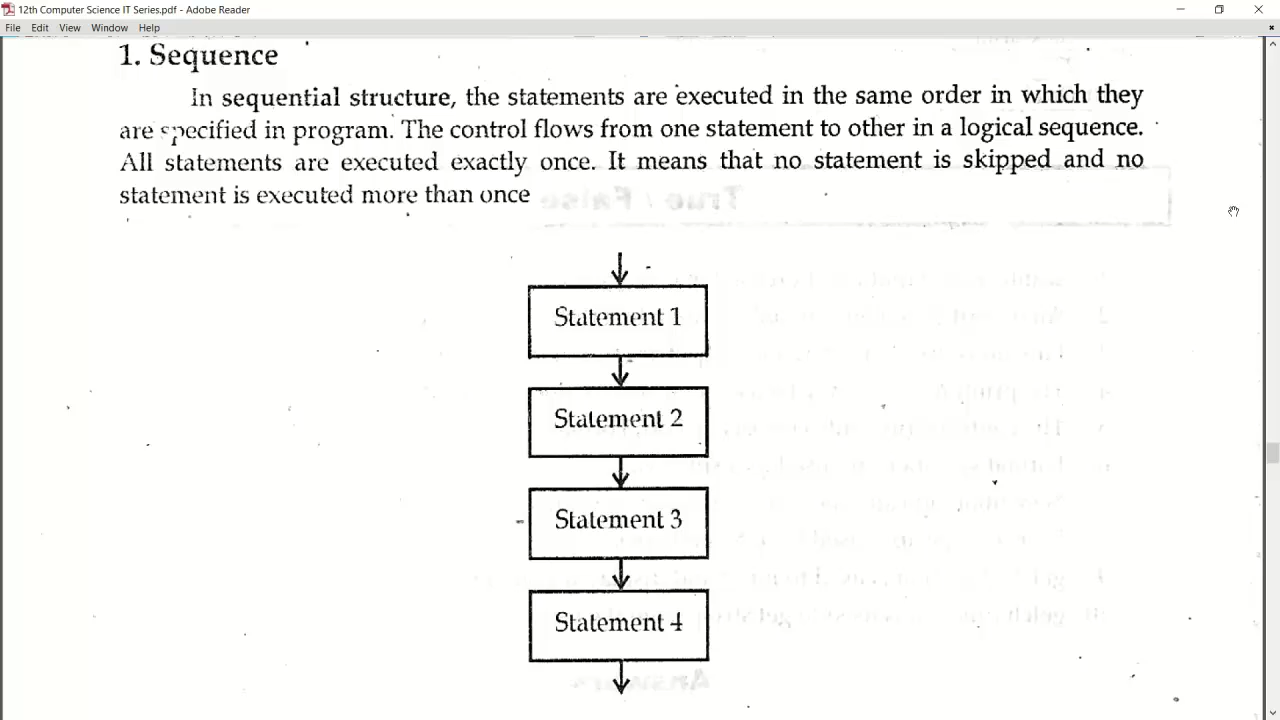 12th Computer Science IT Series.pdf - Adobe Reader
File Edit View Window Help
1. Sequence
In sequential structure, the statements are executed in the same order in which they
are specified in program. The control flows from one statement to other in a logical sequence.
All statements are executed exactly once. It means that no statement is skipped and no
statement is executed more than once
True / False
Statement 1
Statement 2
Statement 3
Statement 4
Answers